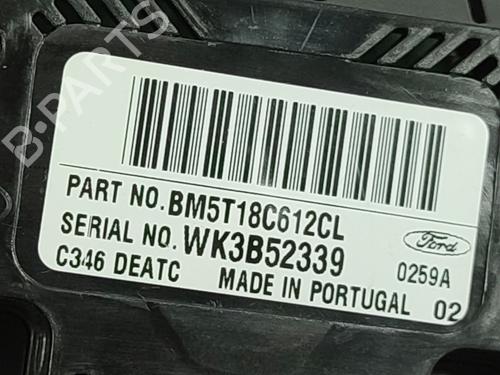 B-PARTS
PART NO. BM5T18C612CL
SERIAL NO. WK3B52339
Ford
C346 DEATC MADE IN PORTUGAL
0259A
02